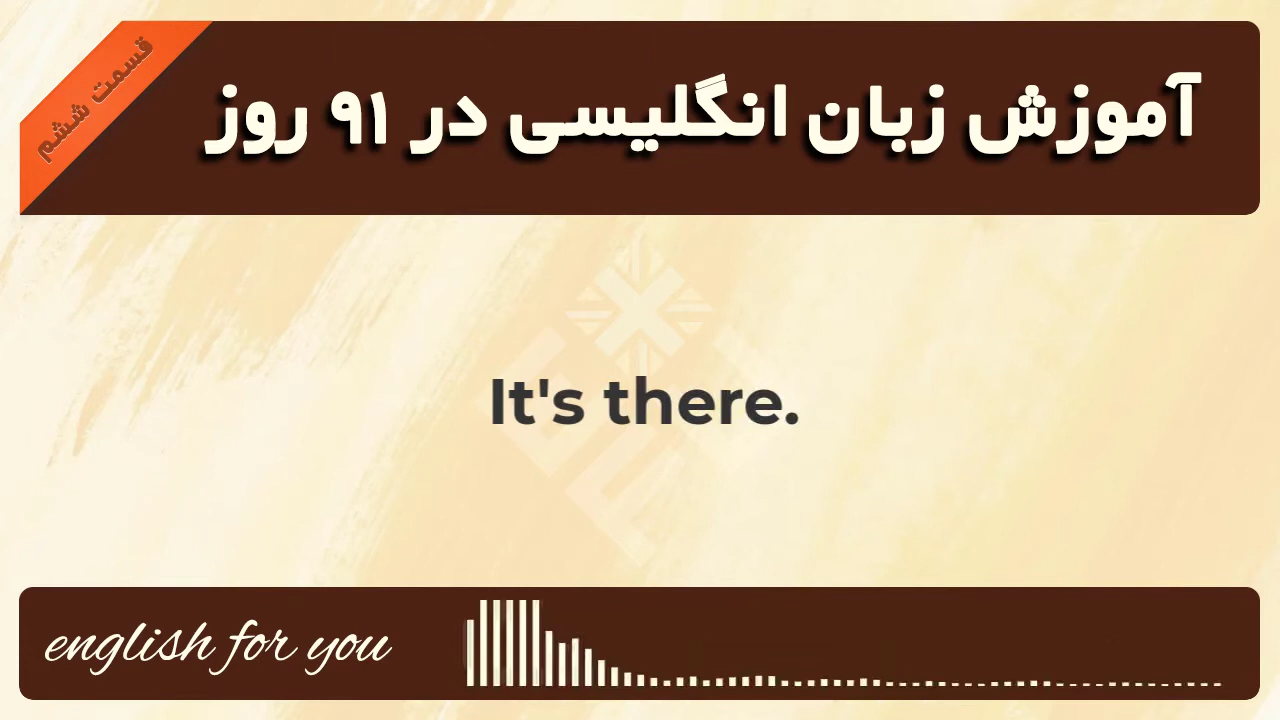 آموزش زبان انگلیسی در ۹۱ روز
قسمت ششم
It's there.
english for you